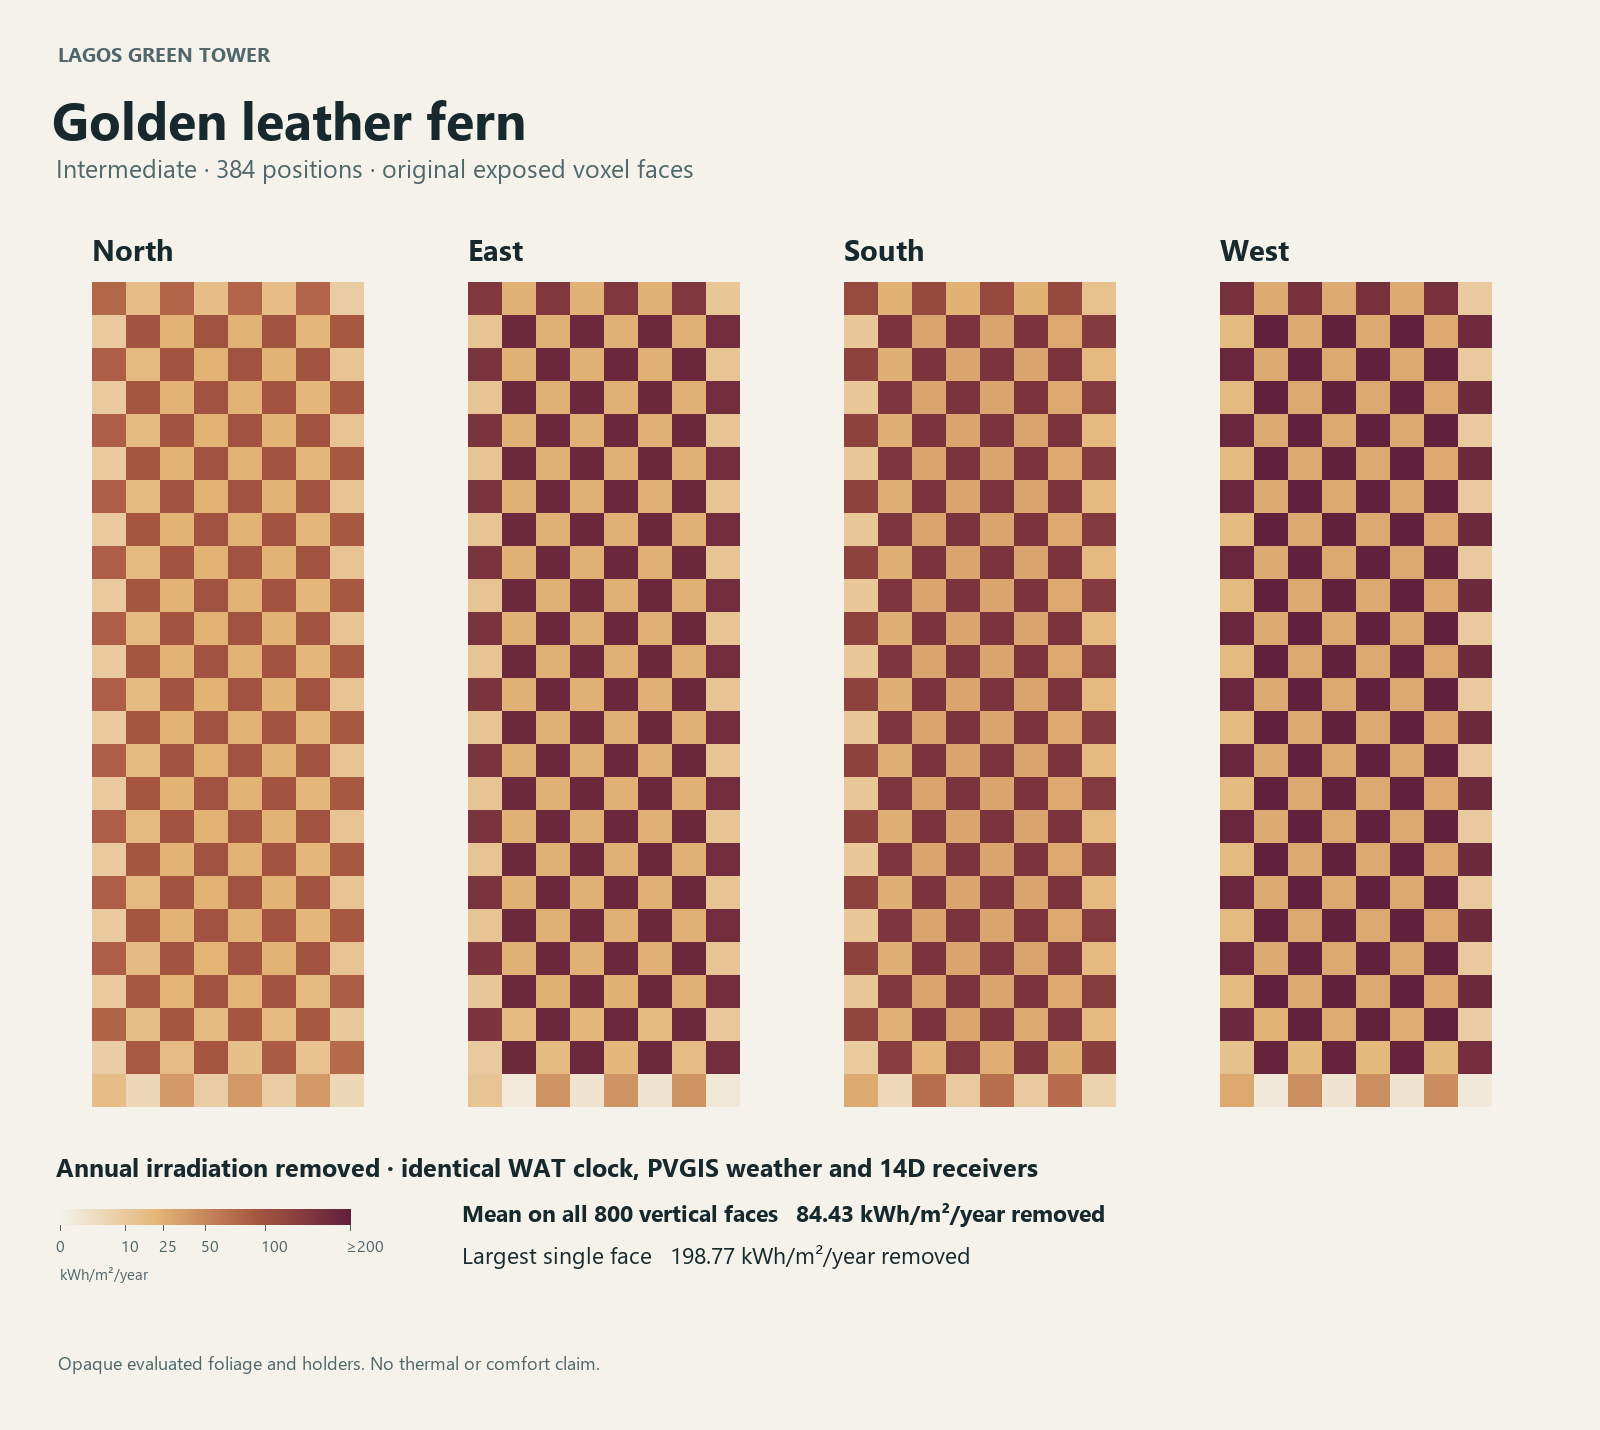 LAGOS GREEN TOWER
Golden leather fern
Intermediate · 384 positions · original exposed voxel faces
North East South West
Annual irradiation removed · identical WAT clock, PVGIS weather and 14D receivers
Mean on all 800 vertical faces 84.43 kWh/m²/year removed
0 10 25 50 100 ≥200
Largest single face 198.77 kWh/m²/year removed
kWh/m²/year
Opaque evaluated foliage and holders. No thermal or comfort claim.